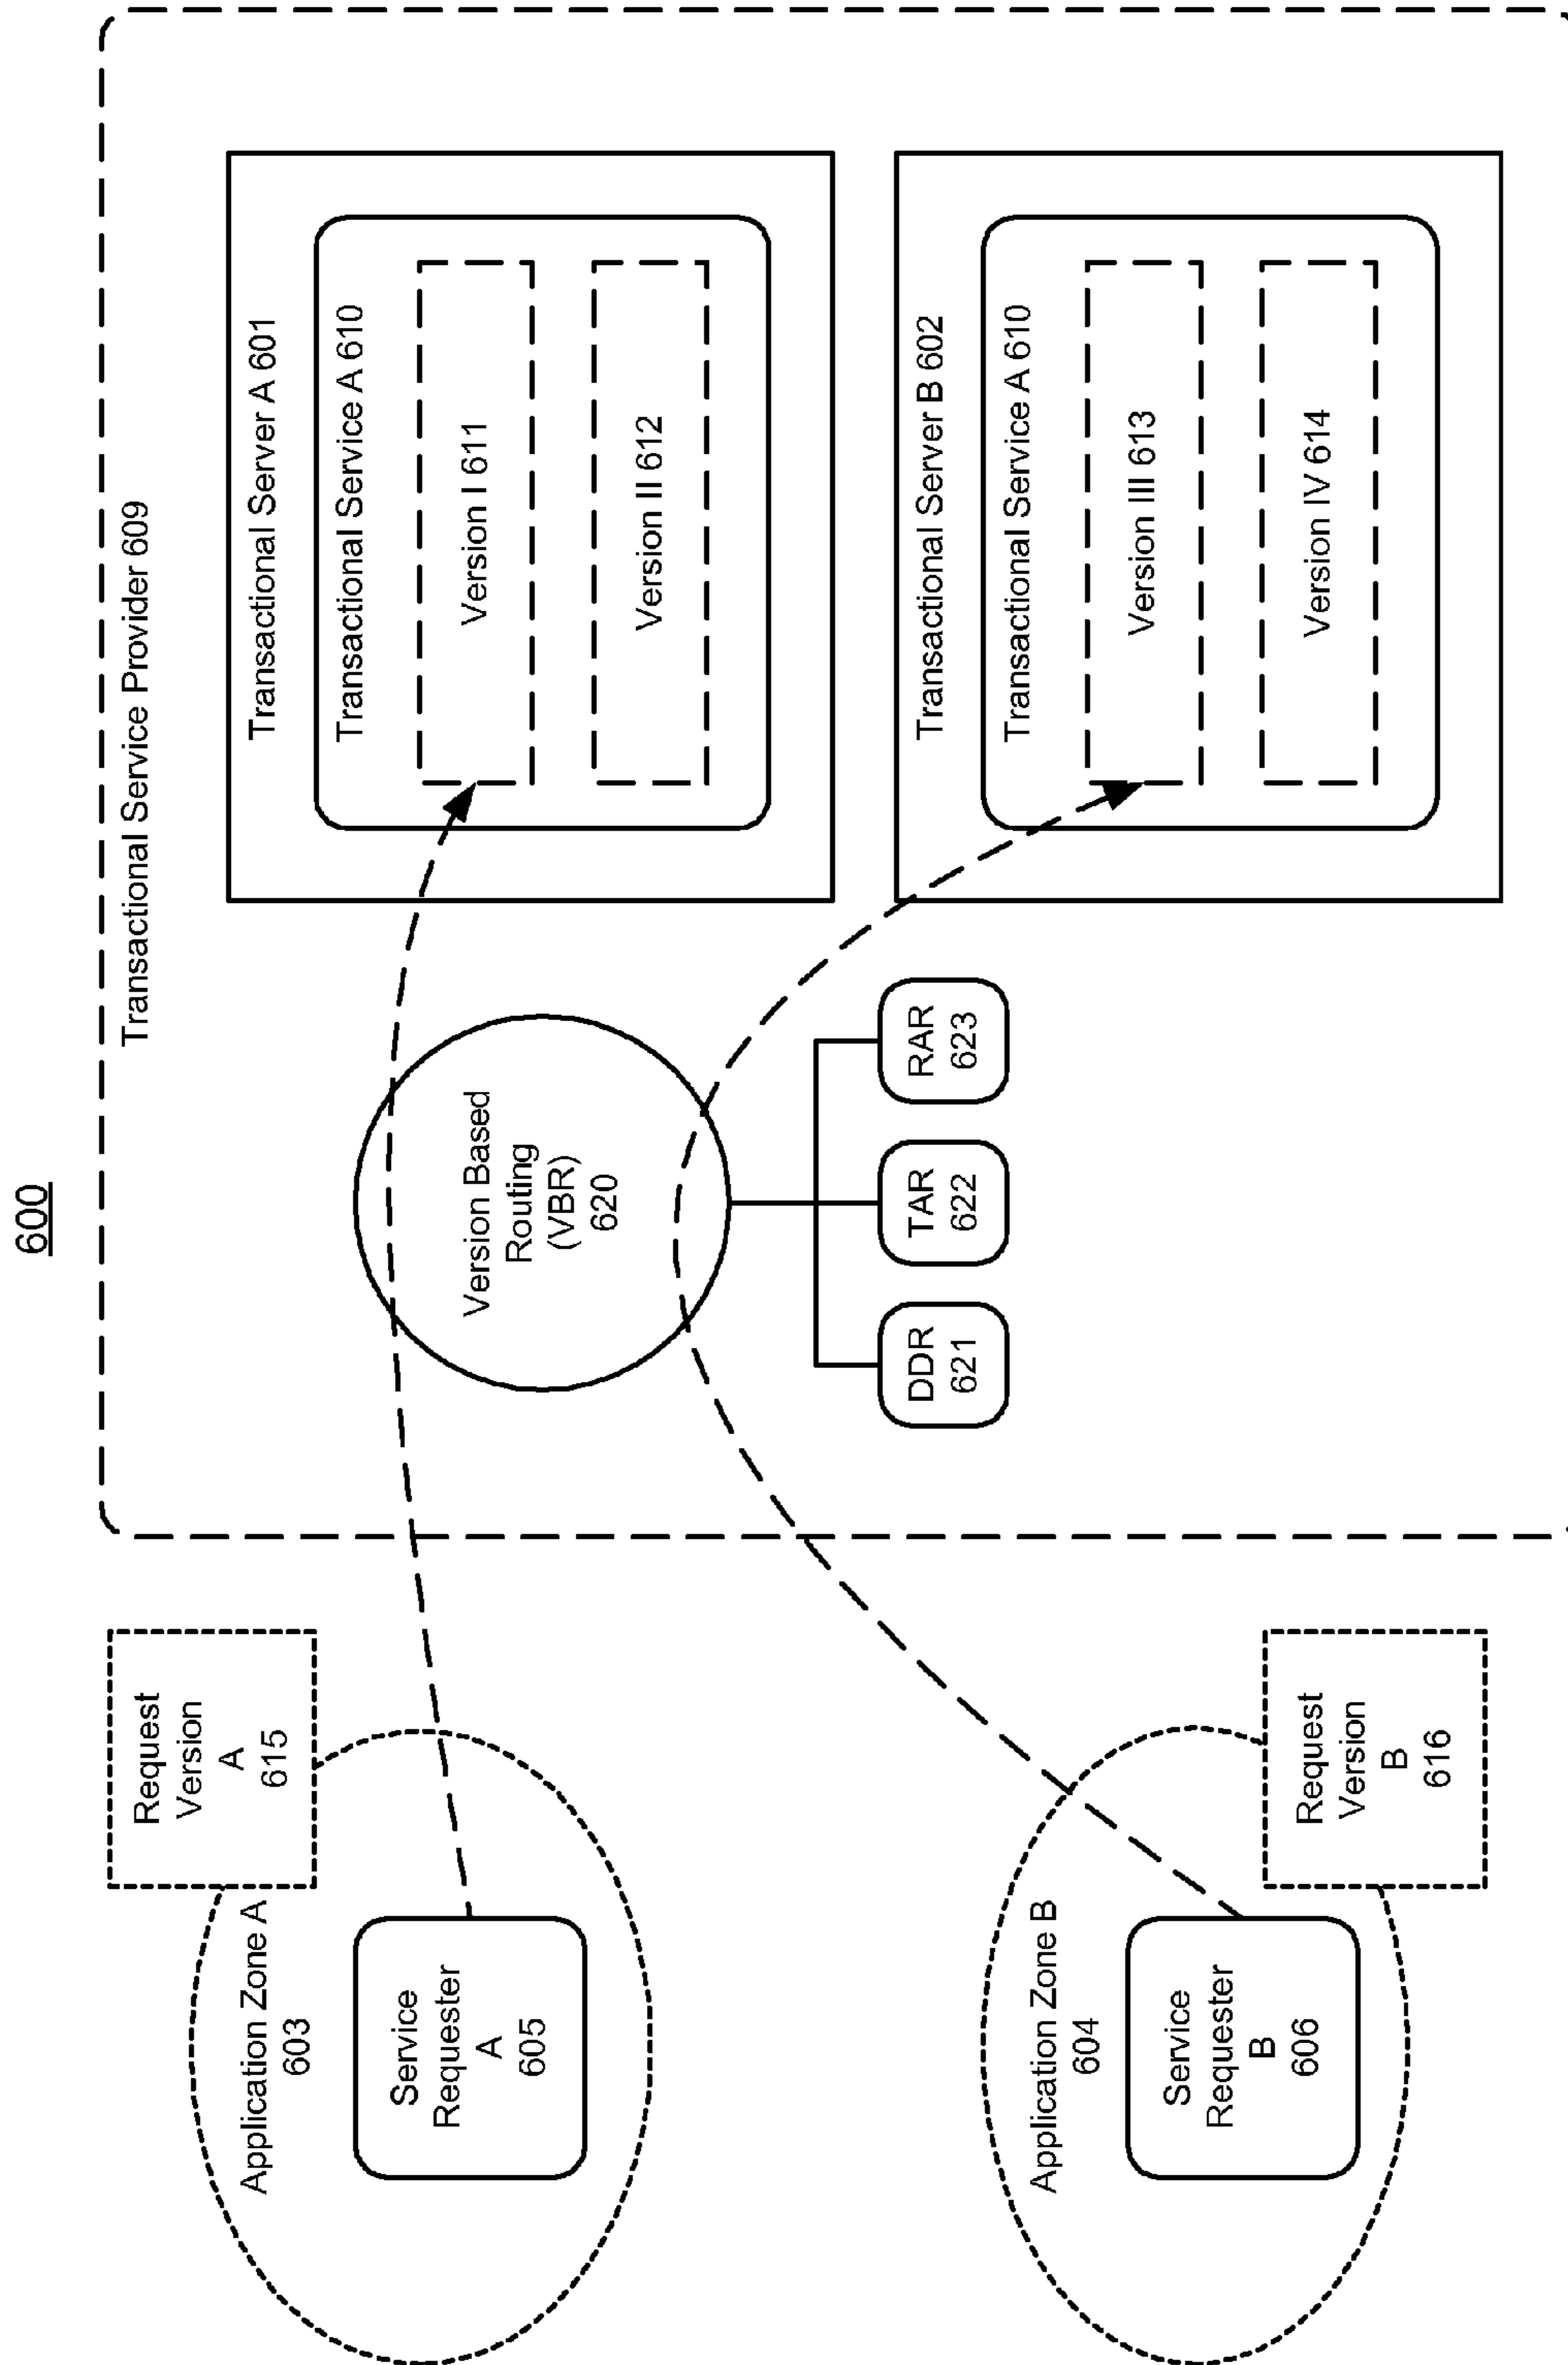 600
Transactional Service Provider 609
Request
Version
A
615
Application Zone A
603
Service
Requester
A
605
Version Based
Routing
(VBR)
620
Transactional Server A 601
Transactional Service A 610
Version I 611
Version II 612
DDR
621
TAR
622
RAR
623
Transactional Server B 602
Transactional Service A 610
Version III 613
Version IV 614
Application Zone B
604
Service
Requester
B
606
Request
Version
B
616